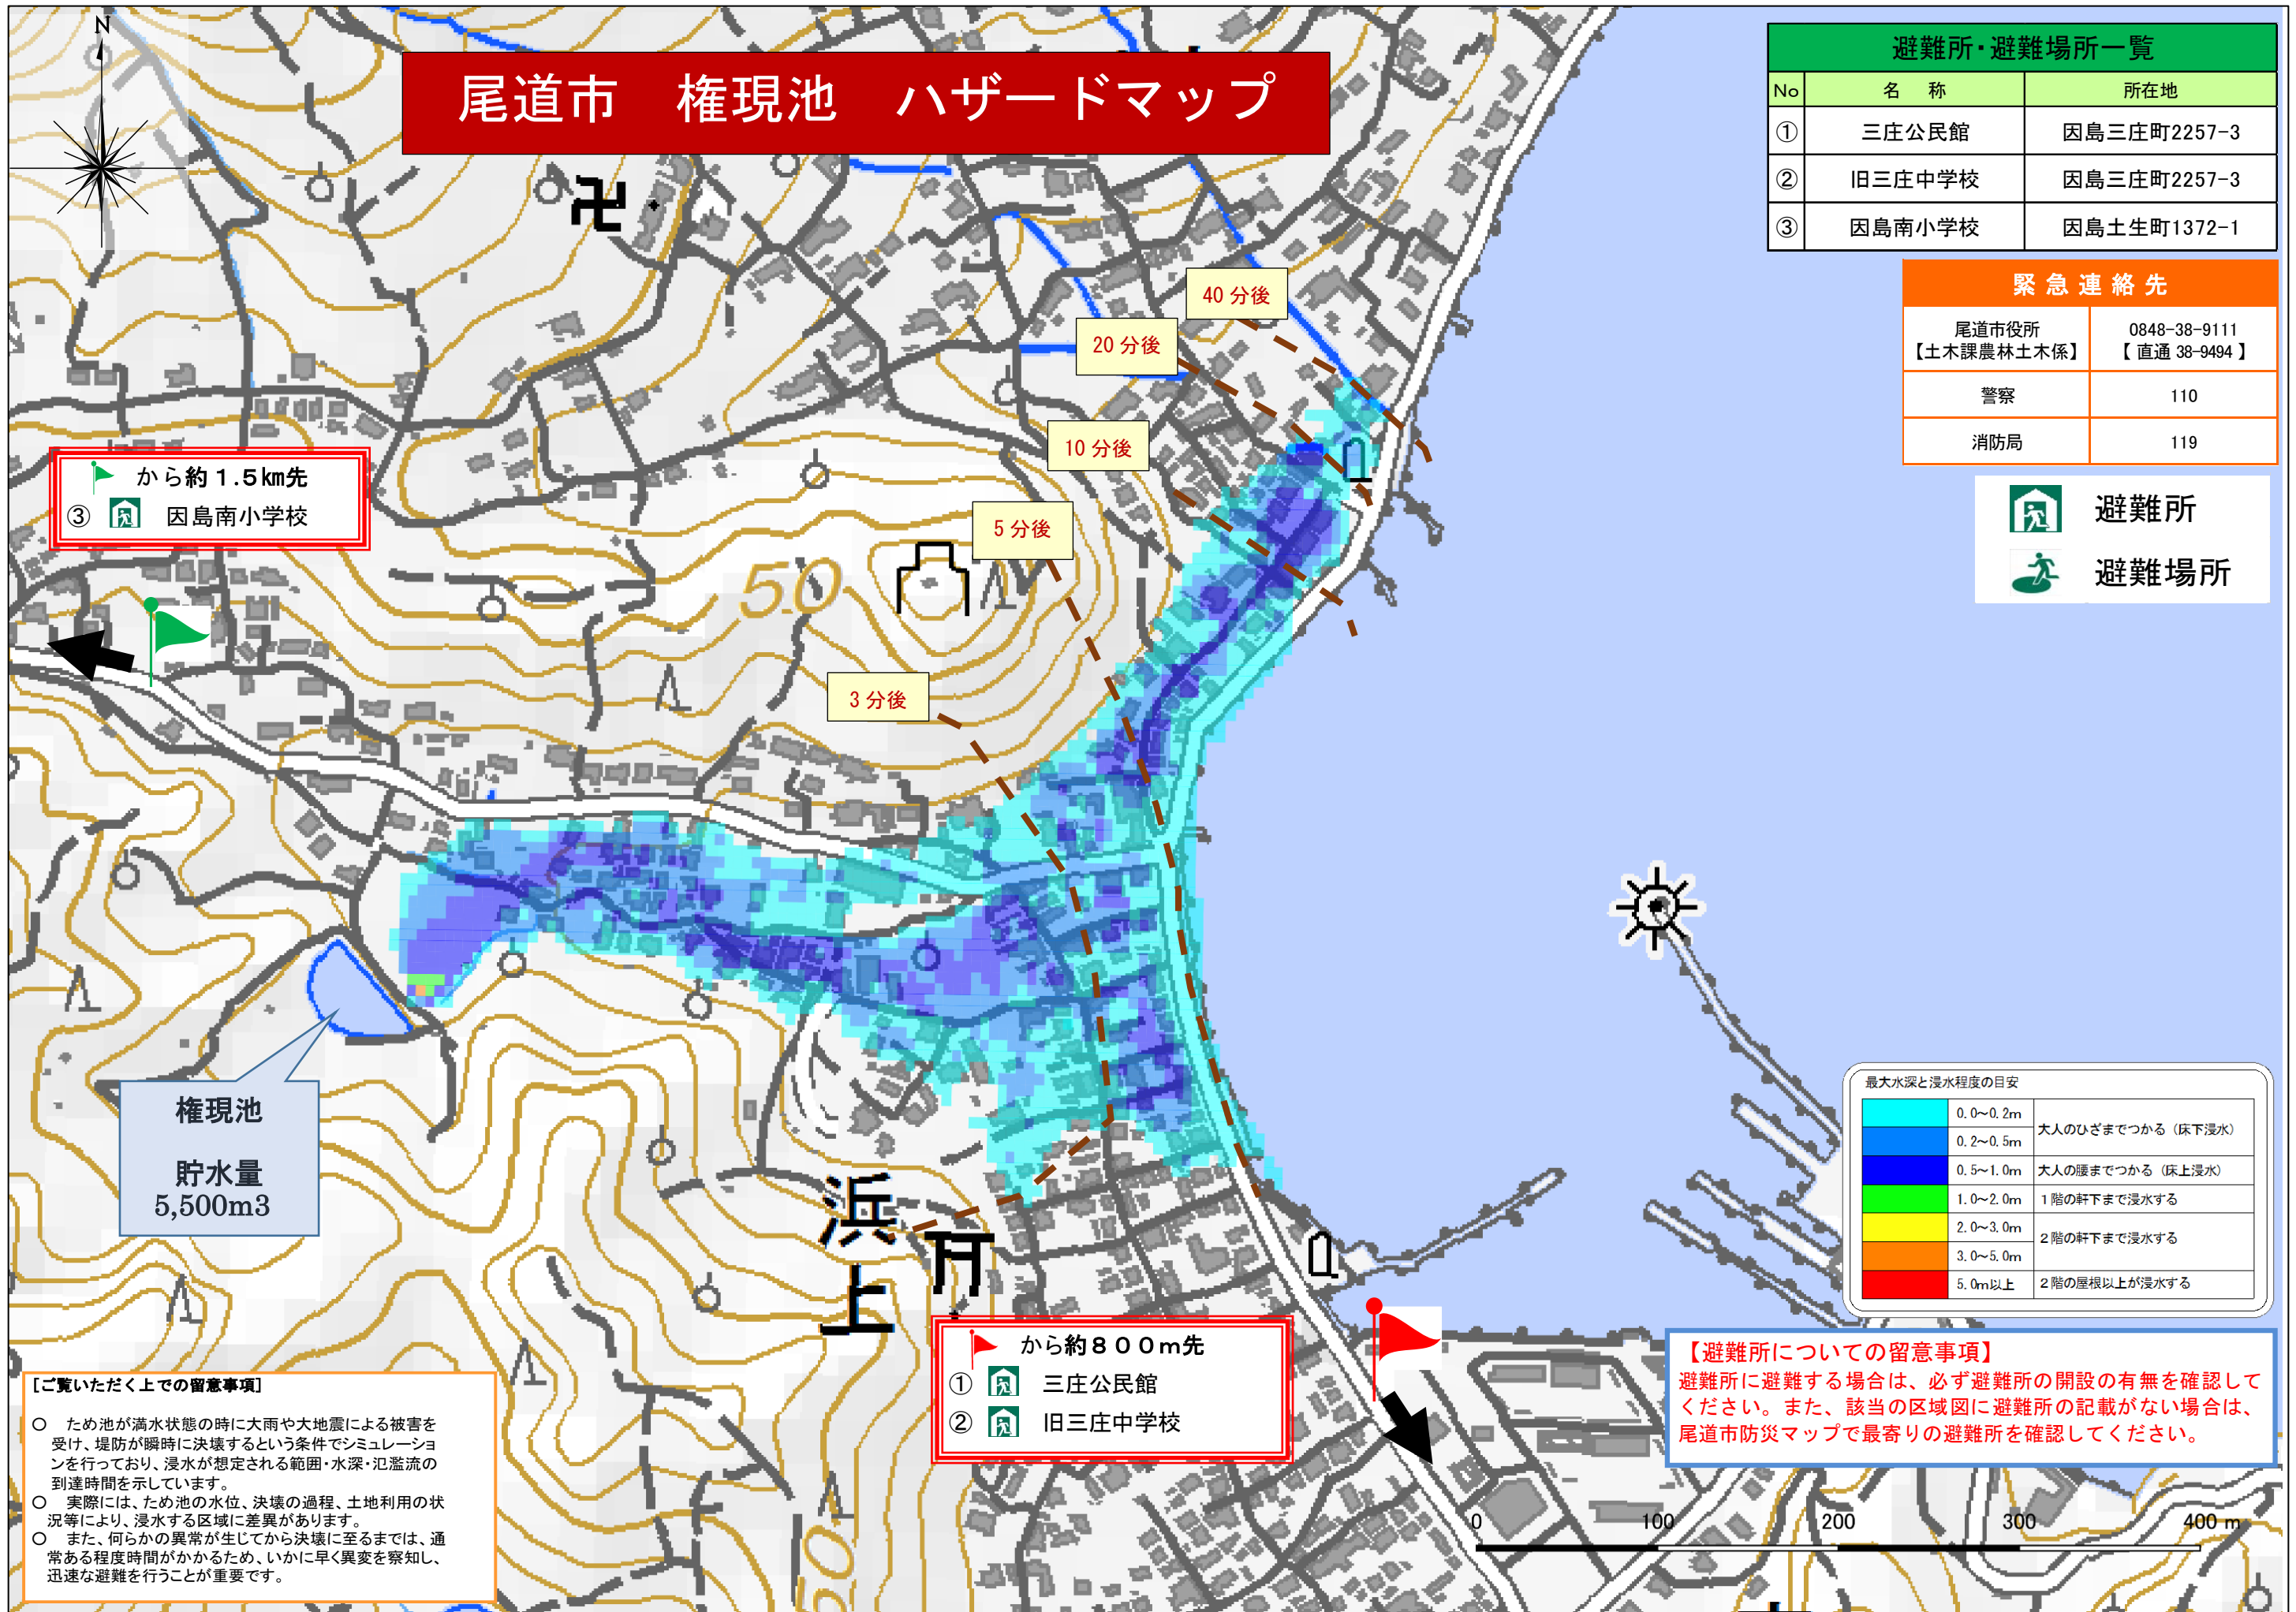 N
尾道市 権現池 ハザードマップ
避難所・避難場所一覧
No 名 称 所在地
① 三庄公民館 因島三庄町2257-3
② 旧三庄中学校 因島三庄町2257-3
③ 因島南小学校 因島土生町1372-1
緊急連絡先
尾道市役所 0848-38-9111
【土木課農林土木係】 【 直通 38-9494 】
警察 110
消防局 119
避難所
避難場所
40 分後
20 分後
10 分後
5 分後
3 分後
から約1.5km先
③ 因島南小学校
50
権現池
貯水量
5,500m3
浜
上
から約800m先
① 三庄公民館
② 旧三庄中学校
50
最大水深と浸水程度の目安
0.0~0.2m
大人のひざまでつかる(床下浸水)
0.2~0.5m
0.5~1.0m 大人の腰までつかる(床上浸水)
1.0~2.0m 1階の軒下まで浸水する
2.0~3.0m
2階の軒下まで浸水する
3.0~5.0m
5.0m以上 2階の屋根以上が浸水する
【避難所についての留意事項】
避難所に避難する場合は、必ず避難所の開設の有無を確認して
ください。また、該当の区域図に避難所の記載がない場合は、
尾道市防災マップで最寄りの避難所を確認してください。
[ご覧いただく上での留意事項]
○ ため池が満水状態の時に大雨や大地震による被害を
受け、堤防が瞬時に決壊するという条件でシミュレーショ
ンを行っており、浸水が想定される範囲・水深・氾濫流の
到達時間を示しています。
○ 実際には、ため池の水位、決壊の過程、土地利用の状
況等により、浸水する区域に差異があります。
○ また、何らかの異常が生じてから決壊に至るまでは、通
常ある程度時間がかかるため、いかに早く異変を察知し、
迅速な避難を行うことが重要です。
0 100 200 300 400 m